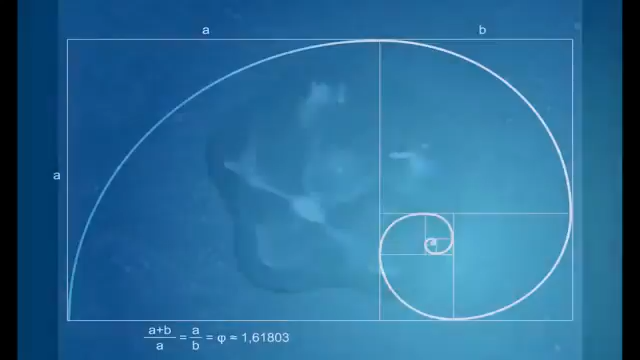 a b
a
a+b/a = a/b = φ ≈ 1,61803